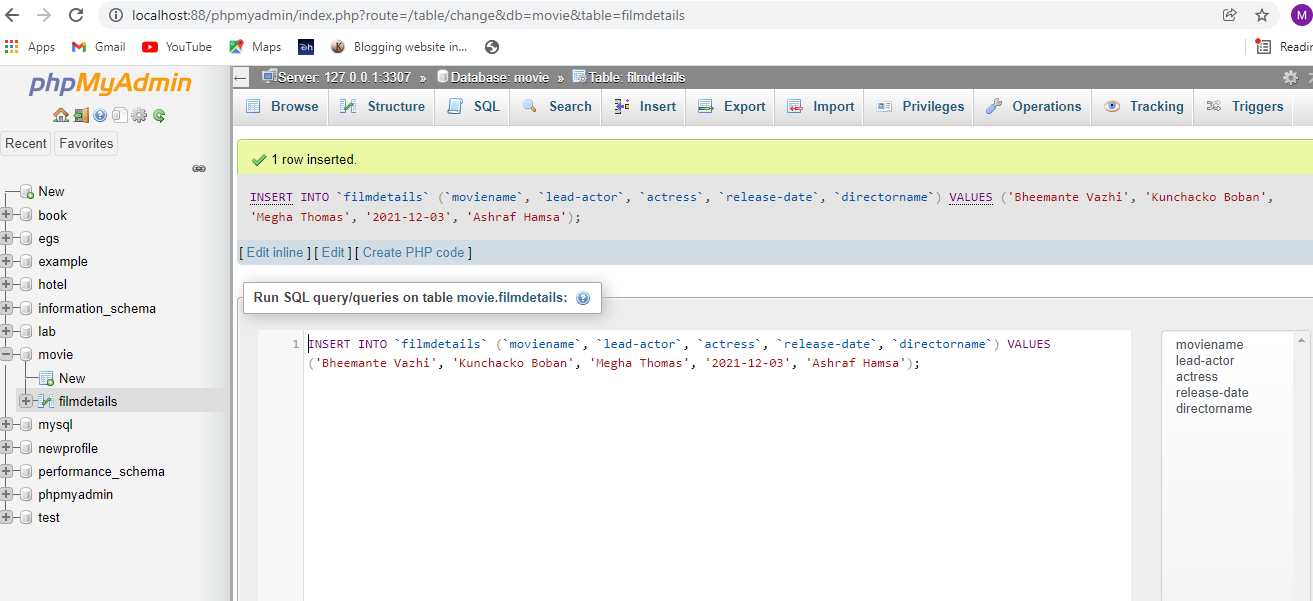 localhost:88/phpmyadmin/index.php?route=/table/change&db=movie&table=filmdetails
M
Apps Gmail YouTube Maps Blogging website in...
phpMyAdmin
Server: 127.0.0.1:3307 » Database: movie » Table: filmdetails
Browse Structure SQL Search Insert Export Import Privileges Operations Tracking Triggers
Recent Favorites
New
book
egs
example
hotel
information_schema
lab
movie
New
filmdetails
mysql
newprofile
performance_schema
phpmyadmin
test
1 row inserted.
INSERT INTO `filmdetails` (`moviename`, `lead-actor`, `actress`, `release-date`, `directorname`) VALUES ('Bheemante Vazhi', 'Kunchacko Boban',
'Megha Thomas', '2021-12-03', 'Ashraf Hamsa');
[ Edit inline ] [ Edit ] [ Create PHP code ]
Run SQL query/queries on table movie.filmdetails:
1 INSERT INTO `filmdetails` (`moviename`, `lead-actor`, `actress`, `release-date`, `directorname`) VALUES
('Bheemante Vazhi', 'Kunchacko Boban', 'Megha Thomas', '2021-12-03', 'Ashraf Hamsa');
moviename
lead-actor
actress
release-date
directorname